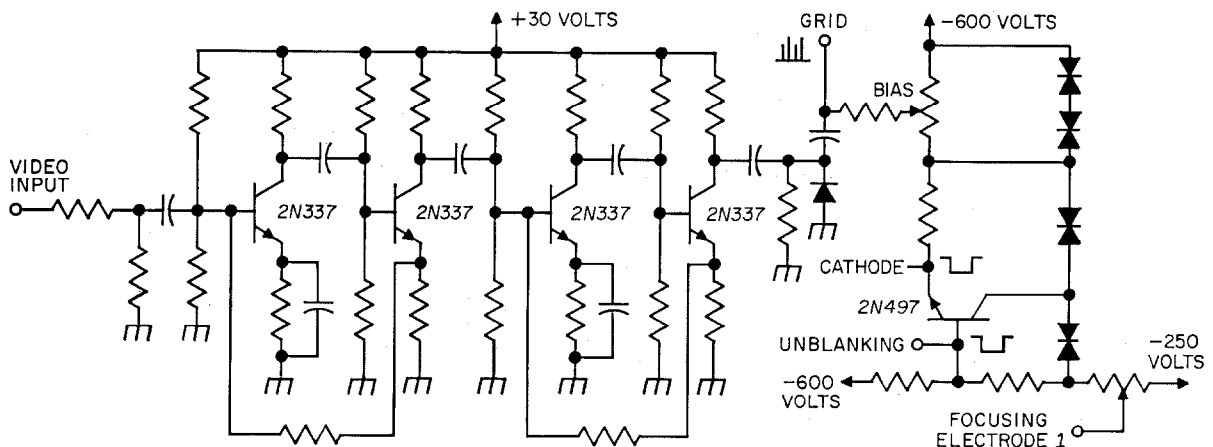 +30 VOLTS
GRID
-600 VOLTS
BIAS
VIDEO
INPUT
2N337
2N337
2N337
2N337
CATHODE
2N497
UNBLANKING
-250
VOLTS
-600
VOLTS
FOCUSING
ELECTRODE 1